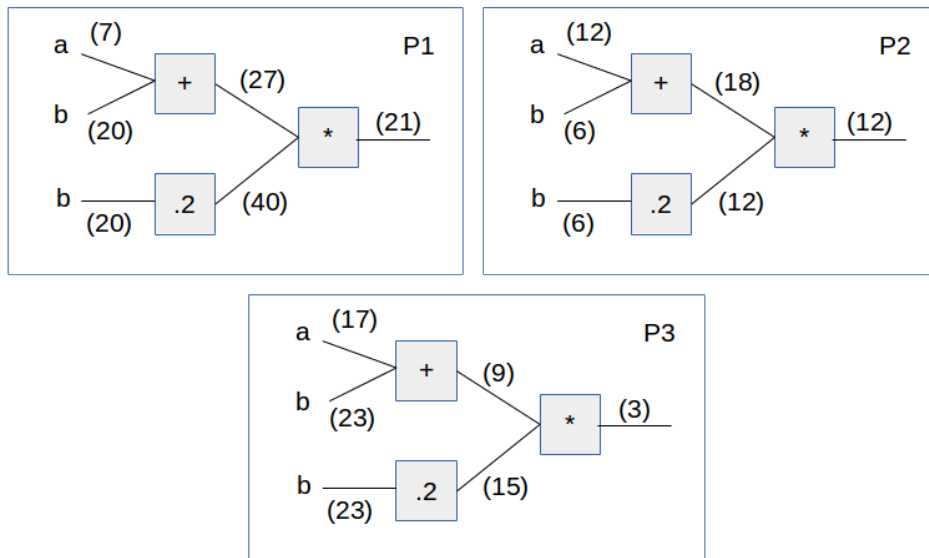 P1
a (7)
+
(27)
b (20)
* (21)
b (20)
.2
(40)
P2
a (12)
+
(18)
b (6)
* (12)
b (6)
.2
(12)
P3
a (17)
+
(9)
b (23)
* (3)
b (23)
.2
(15)